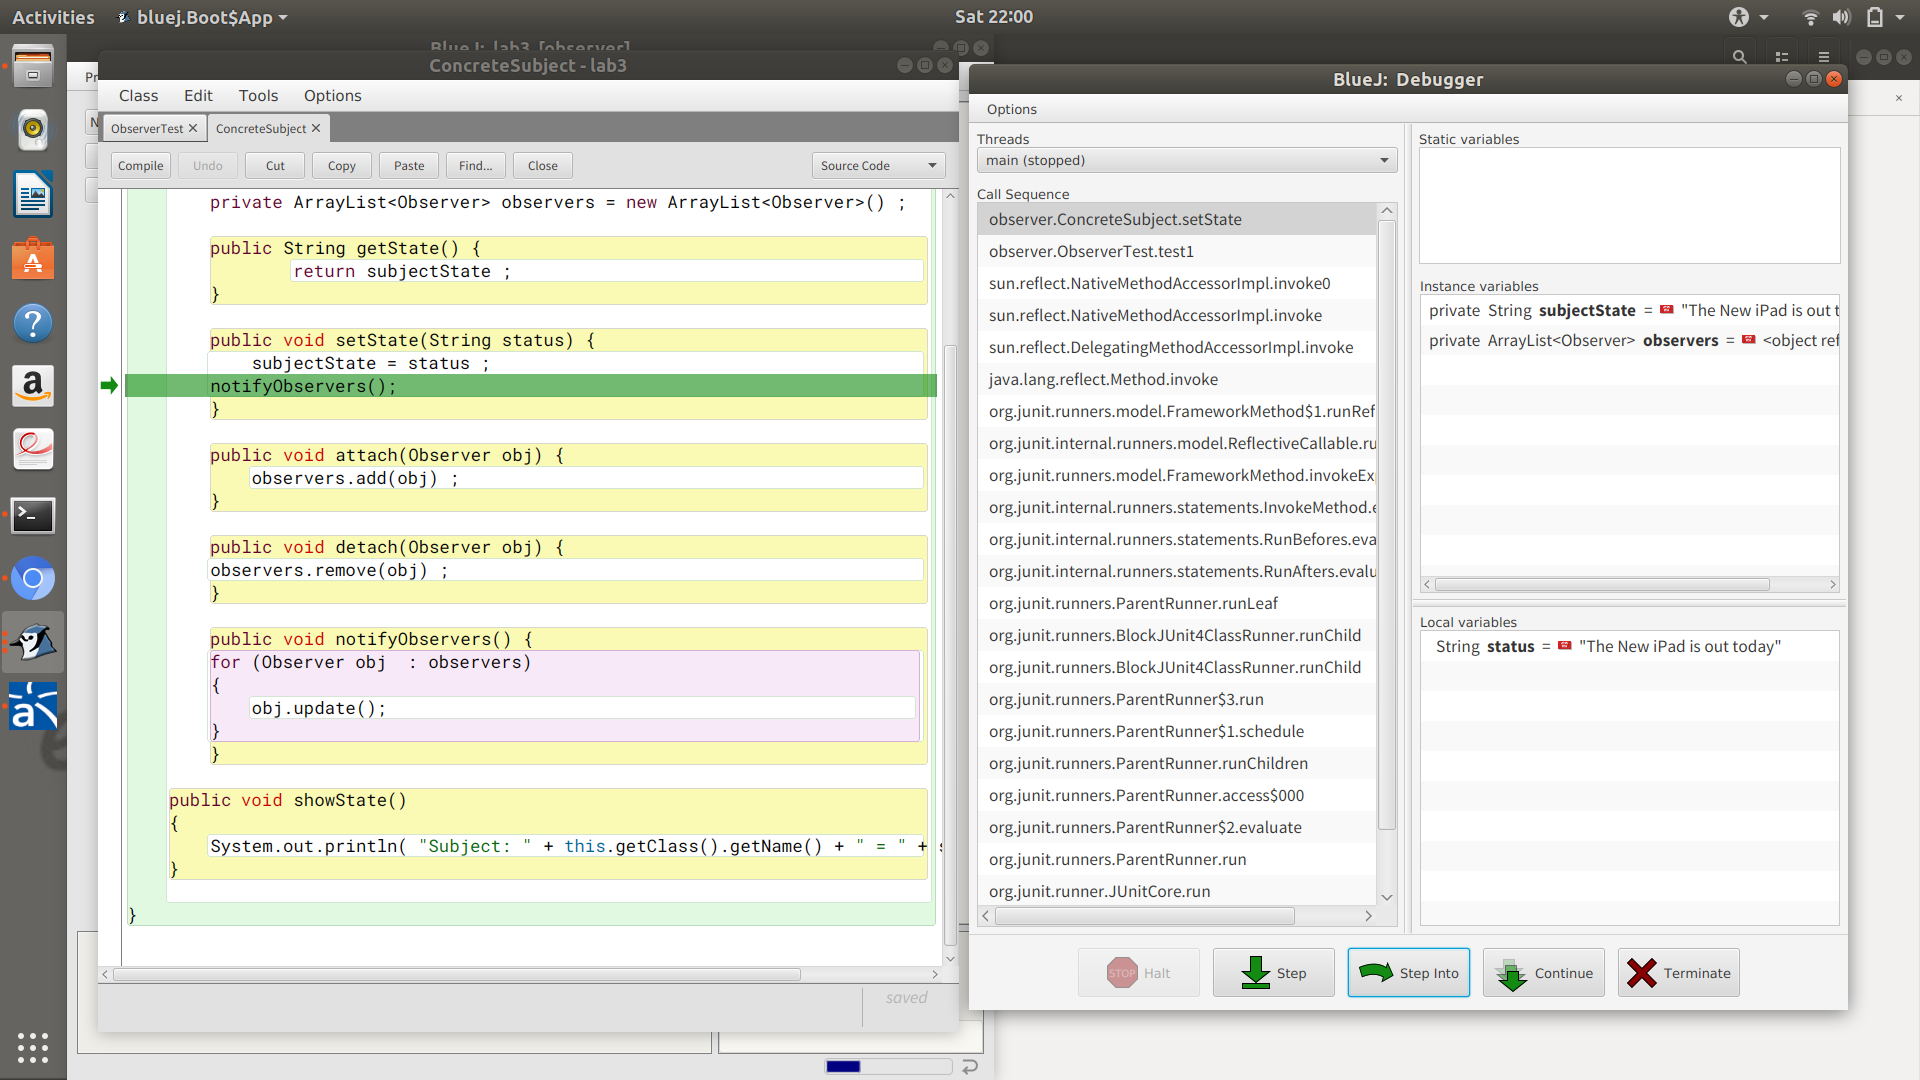 Activities
bluej.Boot$App
Sat 22:00
BlueJ: lab3 [observer]
ConcreteSubject - lab3
Class Edit Tools Options
ObserverTest ConcreteSubject
Compile Undo Cut Copy Paste Find... Close Source Code
private ArrayList<Observer> observers = new ArrayList<Observer>() ;
public String getState() {
return subjectState ;
}
public void setState(String status) {
subjectState = status ;
notifyObservers();
}
public void attach(Observer obj) {
observers.add(obj) ;
}
public void detach(Observer obj) {
observers.remove(obj) ;
}
public void notifyObservers() {
for (Observer obj  : observers)
{
obj.update();
}
}
public void showState()
{
System.out.println( "Subject: " + this.getClass().getName() + " = " +
}
}
saved
BlueJ: Debugger
Options
Threads
main (stopped)
Call Sequence
observer.ConcreteSubject.setState
observer.ObserverTest.test1
sun.reflect.NativeMethodAccessorImpl.invoke0
sun.reflect.NativeMethodAccessorImpl.invoke
sun.reflect.DelegatingMethodAccessorImpl.invoke
java.lang.reflect.Method.invoke
org.junit.runners.model.FrameworkMethod$1.runRef
org.junit.internal.runners.model.ReflectiveCallable.ru
org.junit.runners.model.FrameworkMethod.invokeEx
org.junit.internal.runners.statements.InvokeMethod.e
org.junit.internal.runners.statements.RunBefores.eva
org.junit.internal.runners.statements.RunAfters.evalu
org.junit.runners.ParentRunner.runLeaf
org.junit.runners.BlockJUnit4ClassRunner.runChild
org.junit.runners.BlockJUnit4ClassRunner.runChild
org.junit.runners.ParentRunner$3.run
org.junit.runners.ParentRunner$1.schedule
org.junit.runners.ParentRunner.runChildren
org.junit.runners.ParentRunner.access$000
org.junit.runners.ParentRunner$2.evaluate
org.junit.runners.ParentRunner.run
org.junit.runner.JUnitCore.run
Static variables
Instance variables
private String subjectState = "The New iPad is out t
private ArrayList<Observer> observers = <object ref
Local variables
String status = "The New iPad is out today"
STOP Halt Step Step Into Continue Terminate